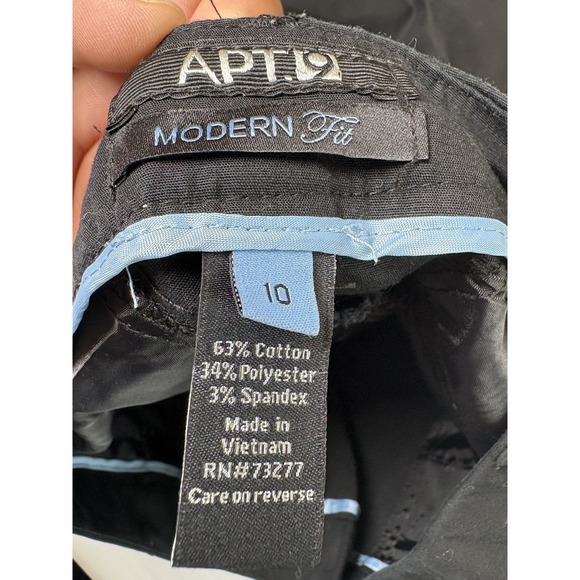 APT.9
MODERN Fit
10
63% Cotton
34% Polyester
3% Spandex
Made in
Vietnam
RN#73277
Care on reverse